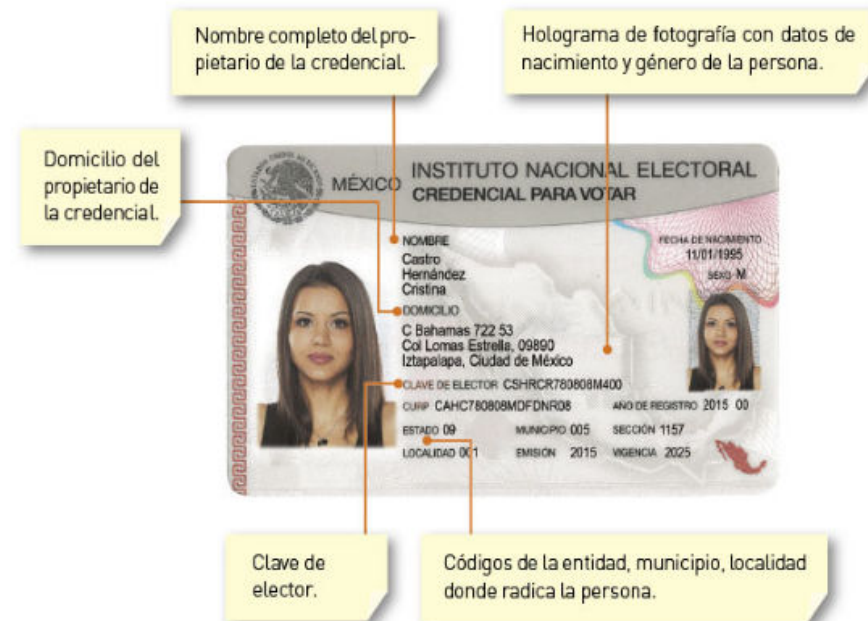 Nombre completo del pro-
pietario de la credencial.
Holograma de fotografía con datos de
nacimiento y género de la persona.
Domicilio del
propietario de
la credencial.
MÉXICO
INSTITUTO NACIONAL ELECTORAL
CREDENCIAL PARA VOTAR
NOMBRE
Castro
Hernández
Cristina
FECHA DE NACIMIENTO
11/01/1995
SEXO M
DOMICILIO
C Bahamas 722 53
Col Lomas Estrella, 09890
Iztapalapa, Ciudad de México
CLAVE DE ELECTOR CSHRCR780808M400
CURP CAHC780808MDFDNR08 AÑO DE REGISTRO 2015 00
ESTADO 09 MUNICIPIO 005 SECCIÓN 1157
LOCALIDAD 001 EMISIÓN 2015 VIGENCIA 2025
Clave de
elector.
Códigos de la entidad, municipio, localidad
donde radica la persona.